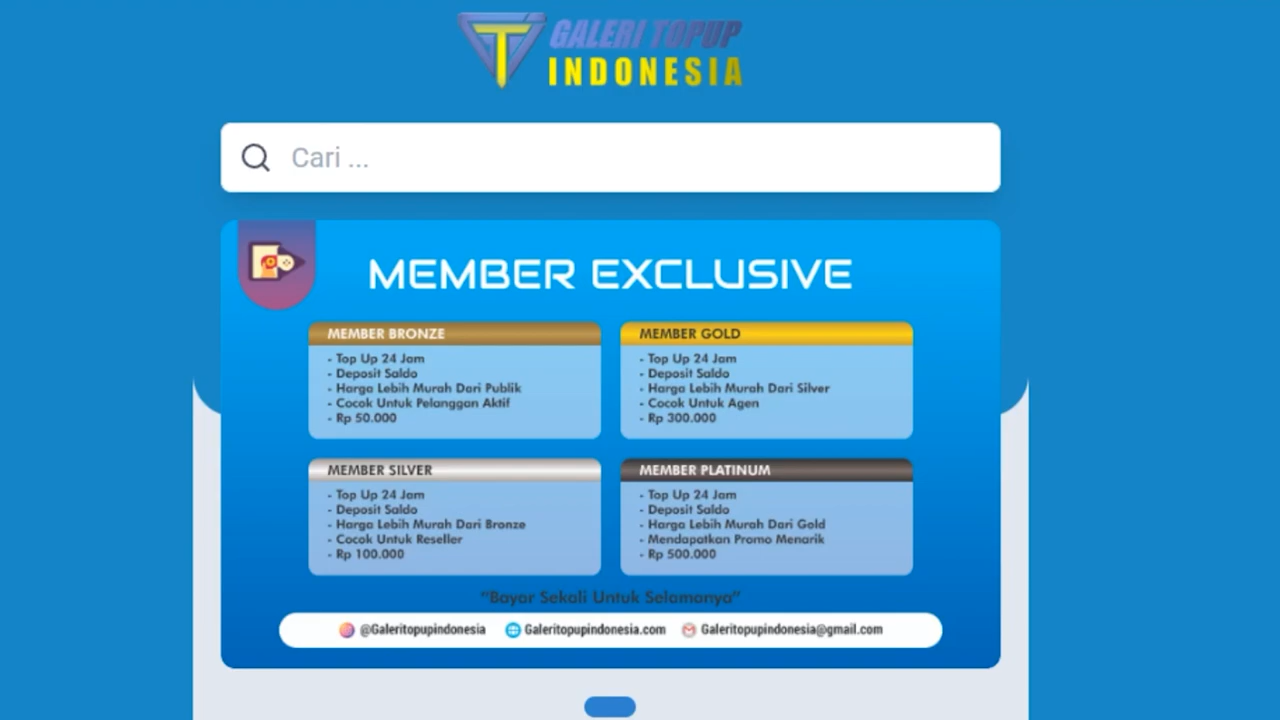 GALERI TOPUP
INDONESIA
Cari ...
MEMBER EXCLUSIVE
MEMBER BRONZE
- Top Up 24 Jam
- Deposit Saldo
- Harga Lebih Murah Dari Publik
- Cocok Untuk Pelanggan Aktif
- Rp 50.000
MEMBER GOLD
- Top Up 24 Jam
- Deposit Saldo
- Harga Lebih Murah Dari Silver
- Cocok Untuk Agen
- Rp 300.000
MEMBER SILVER
- Top Up 24 Jam
- Deposit Saldo
- Harga Lebih Murah Dari Bronze
- Cocok Untuk Reseller
- Rp 100.000
MEMBER PLATINUM
- Top Up 24 Jam
- Deposit Saldo
- Harga Lebih Murah Dari Gold
- Mendapatkan Promo Menarik
- Rp 500.000
"Bayar Sekali Untuk Selamanya"
@Galeritopupindonesia Galeritopupindonesia.com Galeritopupindonesia@gmail.com